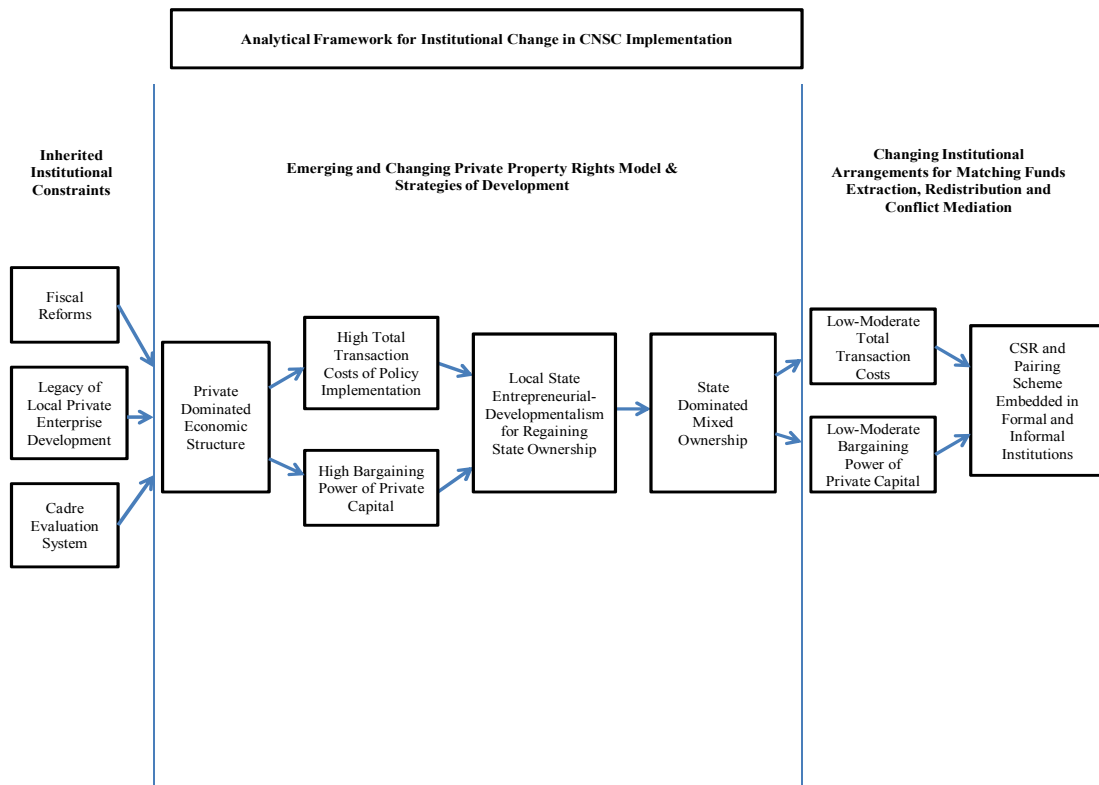 Analytical Framework for Institutional Change in CNSC Implementation
Inherited
Institutional
Constraints
Emerging and Changing Private Property Rights Model &
Strategies of Development
Changing Institutional
Arrangements for Matching Funds
Extraction, Redistribution and
Conflict Mediation
Fiscal
Reforms
Legacy of
Local Private
Enterprise
Development
Cadre
Evaluation
System
Private
Dominated
Economic
Structure
High Total
Transaction
Costs of Policy
Implementation
High Bargaining
Power of Private
Capital
Local State
Entrepreneurial-
Developmentalism
for Regaining
State Ownership
State
Dominated
Mixed
Ownership
Low-Moderate
Total
Transaction
Costs
Low-Moderate
Bargaining
Power of
Private Capital
CSR and
Pairing
Scheme
Embedded in
Formal and
Informal
Institutions